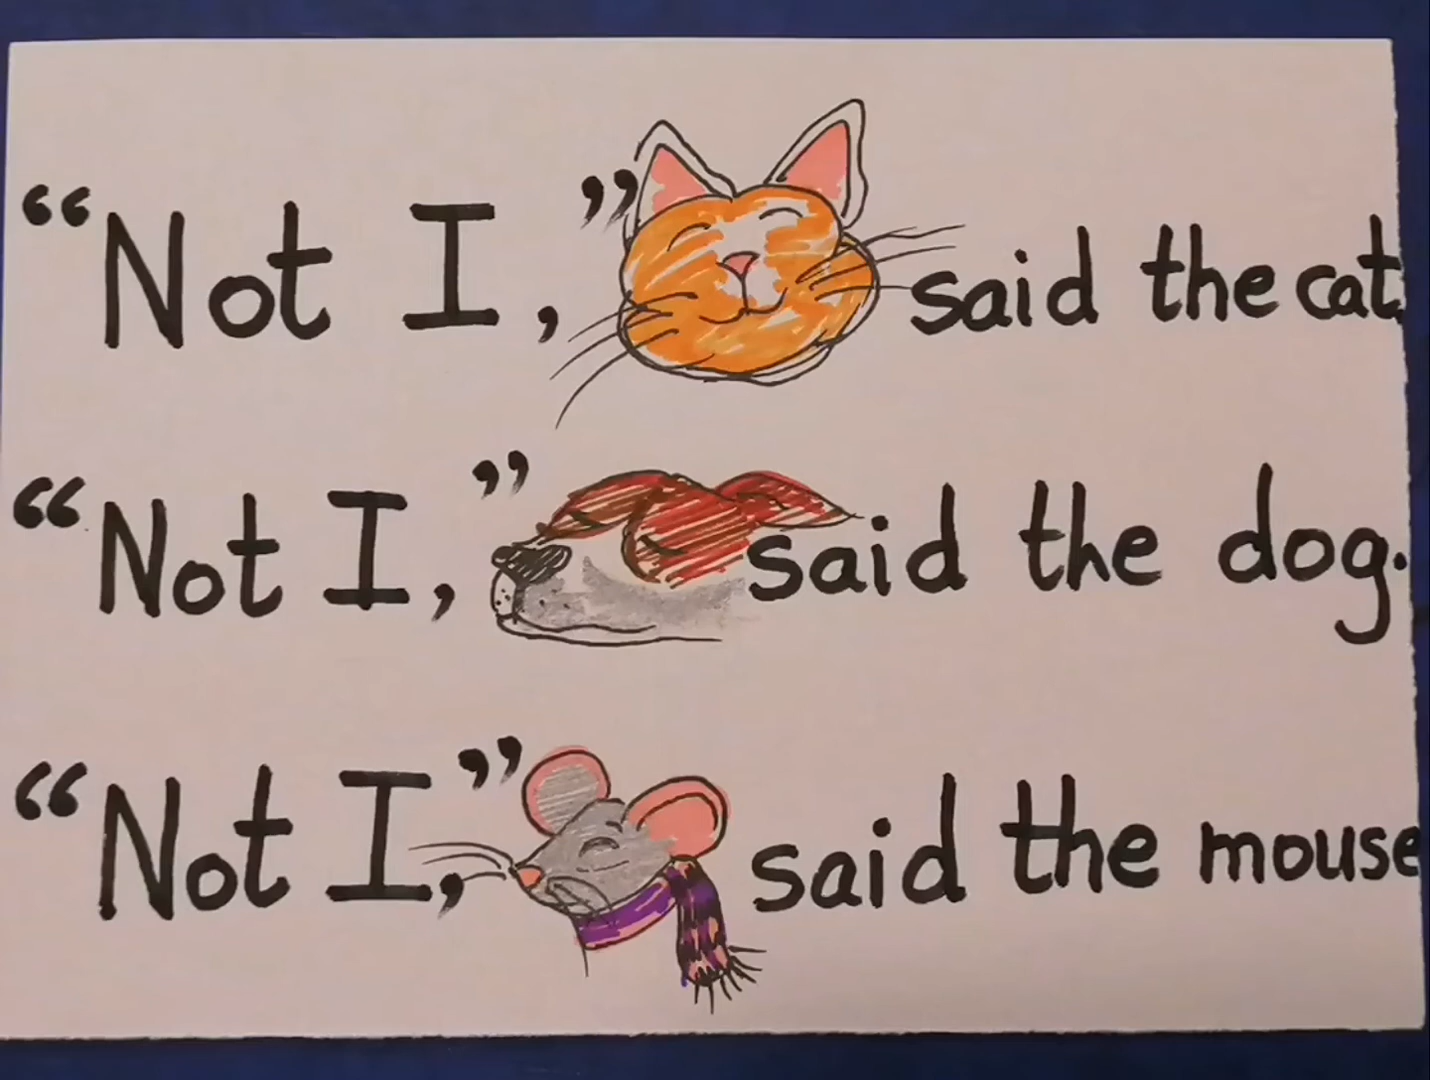 “Not I,” said the cat.
“Not I,” said the dog.
“Not I,” said the mouse